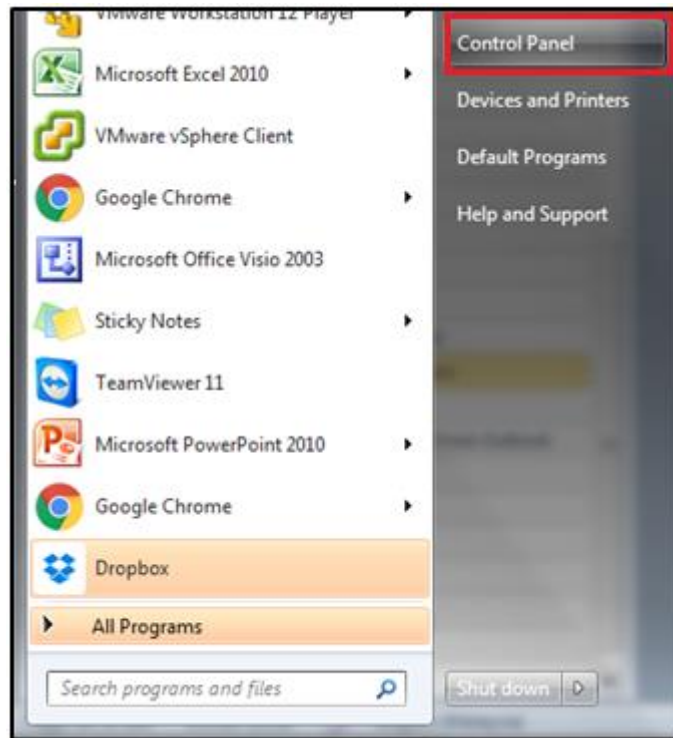 VMware Workstation 12 Player
Microsoft Excel 2010
VMware vSphere Client
Google Chrome
Microsoft Office Visio 2003
Sticky Notes
TeamViewer 11
Microsoft PowerPoint 2010
Google Chrome
Dropbox
All Programs
Search programs and files
Control Panel
Devices and Printers
Default Programs
Help and Support
Shut down